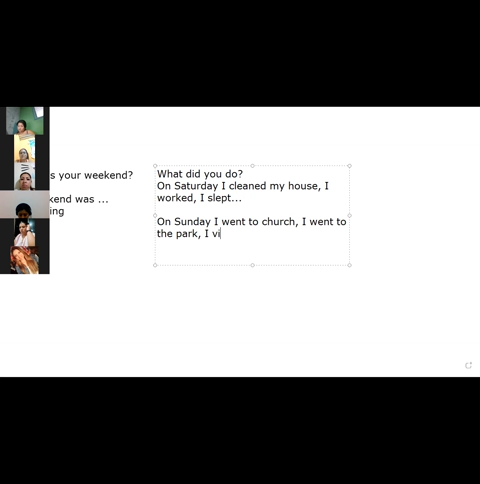 s your weekend?
kend was ...
ing
What did you do?
On Saturday I cleaned my house, I
worked, I slept...
On Sunday I went to church, I went to
the park, I vi